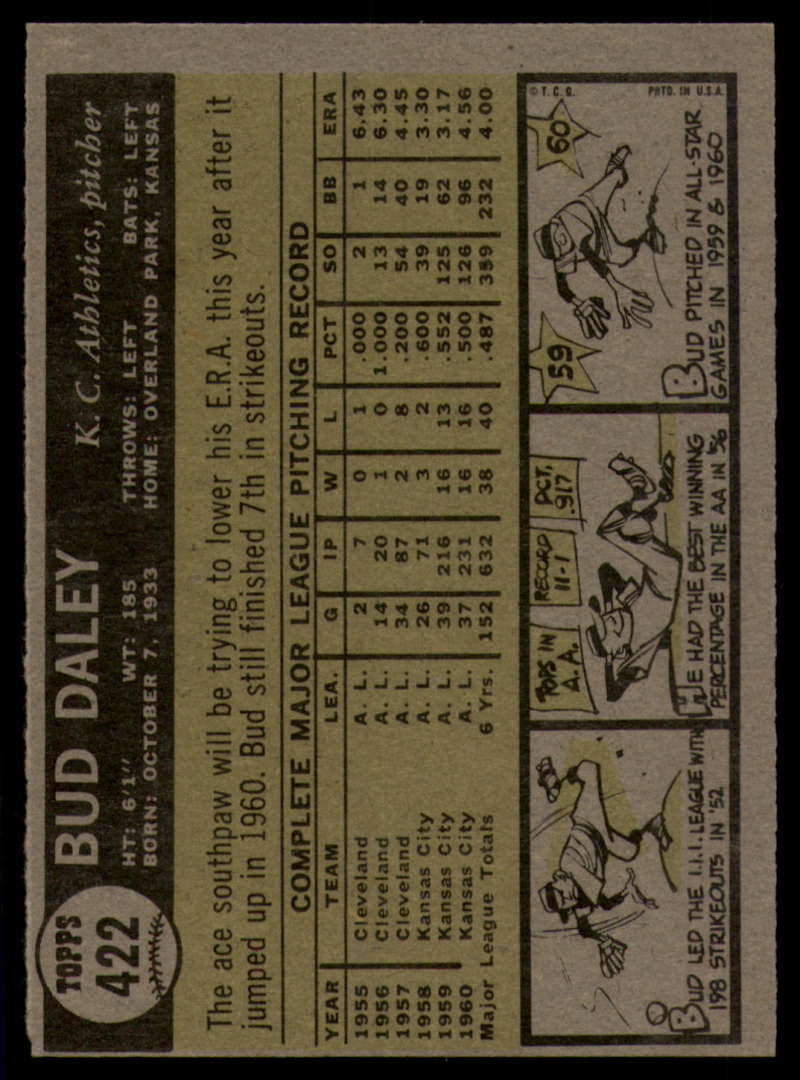 TOPPS
422
BUD DALEY
K. C. Athletics, pitcher
HT: 6'1" WT: 185 THROWS: LEFT BATS: LEFT
BORN: OCTOBER 7, 1933 HOME: OVERLAND PARK, KANSAS
The ace southpaw will be trying to lower his E.R.A. this year after it
jumped up in 1960. Bud still finished 7th in strikeouts.
COMPLETE MAJOR LEAGUE PITCHING RECORD
YEAR TEAM LEA. G IP W L PCT SO BB ERA
1955 Cleveland A. L. 2 7 0 1 .000 2 1 6.43
1956 Cleveland A. L. 14 20 1 0 1.000 13 14 6.30
1957 Cleveland A. L. 34 87 2 8 .200 54 40 4.45
1958 Kansas City A. L. 26 71 3 2 .600 39 19 3.30
1959 Kansas City A. L. 39 216 16 13 .552 125 62 3.17
1960 Kansas City A. L. 37 231 16 16 .500 126 96 4.56
Major League Totals 6 Yrs. 152 632 38 40 .487 359 232 4.00
BUD LED THE I.I.I. LEAGUE WITH
198 STRIKEOUTS IN '52
TOPS IN
A.A.
RECORD
11-1
PCT.
.917
HE HAD THE BEST WINNING
PERCENTAGE IN THE AA IN '56
© T. C. G. PRTD. IN U.S.A.
59
60
BUD PITCHED IN ALL-STAR
GAMES IN 1959 & 1960